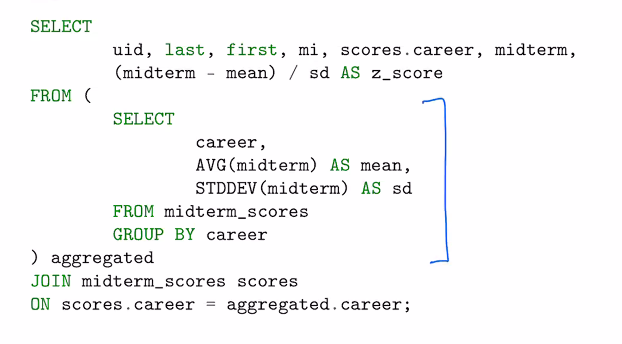 SELECT
uid, last, first, mi, scores.career, midterm,
(midterm - mean) / sd AS z_score
FROM (
SELECT
career,
AVG(midterm) AS mean,
STDDEV(midterm) AS sd
FROM midterm_scores
GROUP BY career
) aggregated
JOIN midterm_scores scores
ON scores.career = aggregated.career;